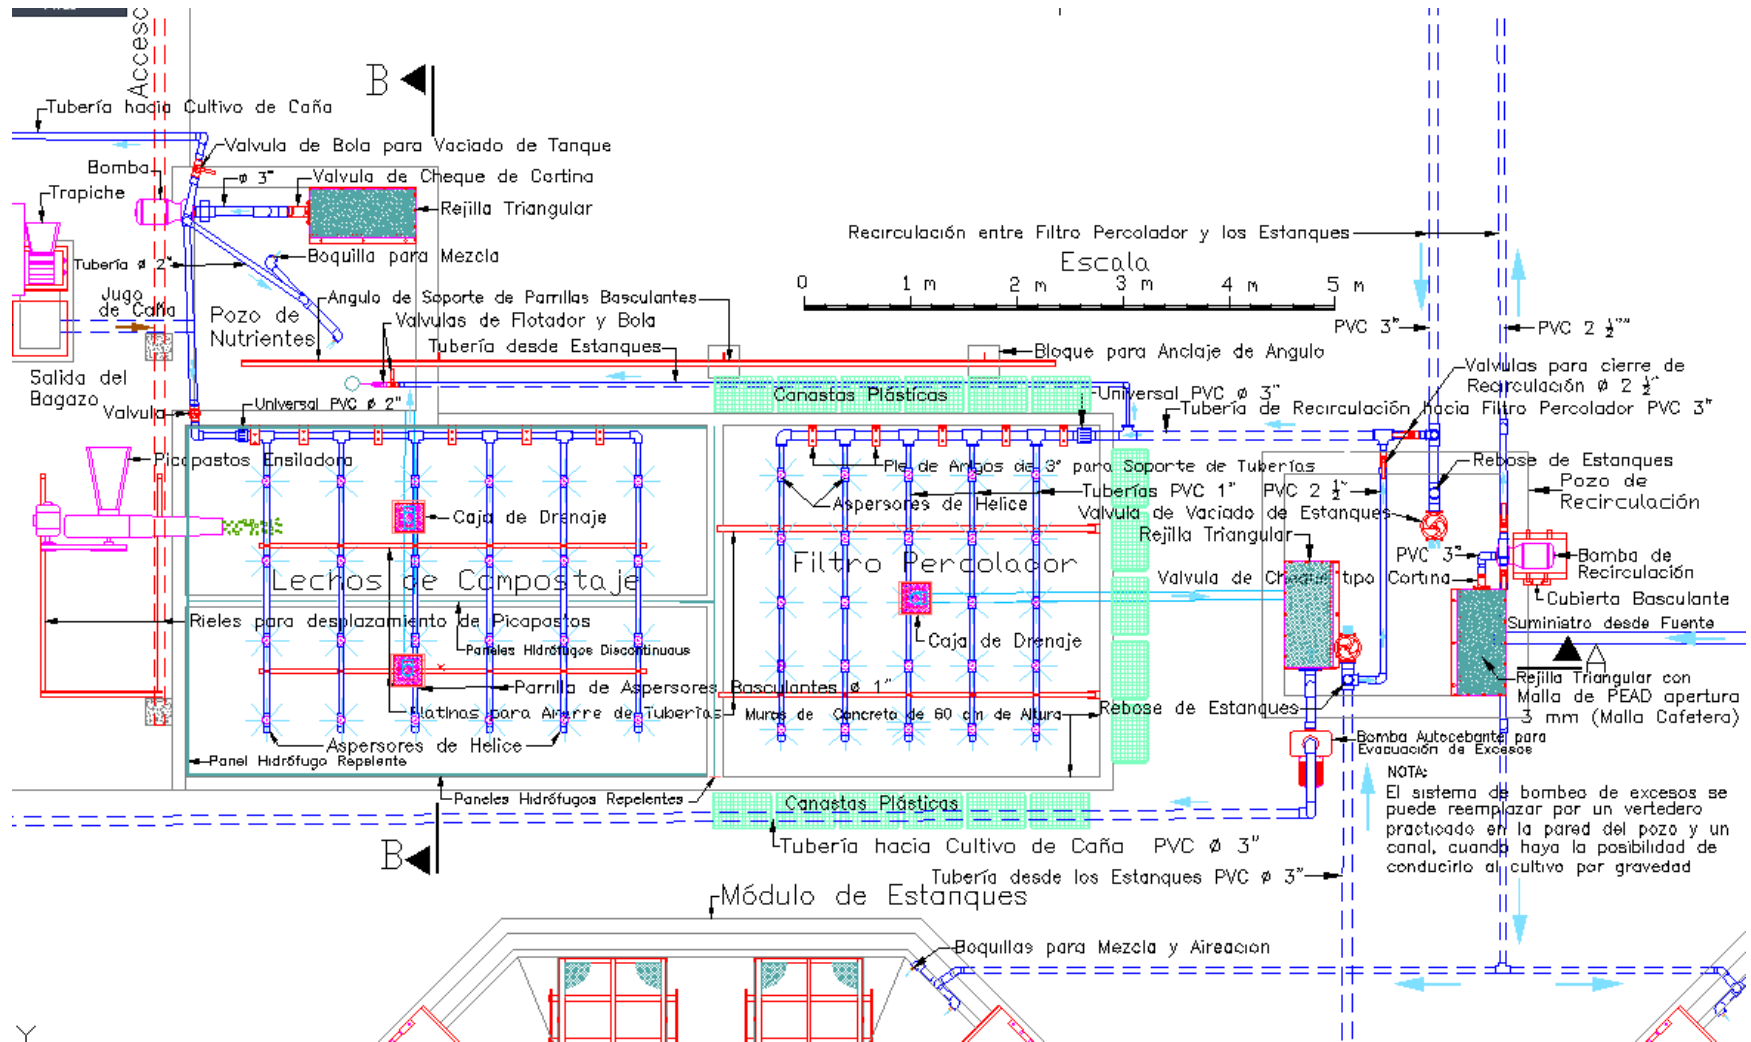 Acceso
B
Tubería hacia Cultivo de Caña
Valvula de Bola para Vaciado de Tanque
Bomba
ø 3"
Valvula de Cheque de Cortina
Trapiche
Rejilla Triangular
Recirculación entre Filtro Percolador y los Estanques
Boquilla para Mezcla
Tubería ø 2"
Escala
0 1 m 2 m 3 m 4 m 5 m
Jugo
de Caña
Angulo de Soporte de Parrillas Basculantes
Pozo de
Nutrientes
Valvulas de Flotador y Bola
PVC 3"
PVC 2 ½""
Tubería desde Estanques
Bloque para Anclaje de Angulo
Valvulas para cierre de
Recirculación ø 2 ½"
Salida del
Bagazo
Canastas Plásticas
Universal PVC ø 3"
Valvula
Universal PVC ø 2"
Tubería de Recirculación hacia Filtro Percolador PVC 3"
Picapastos Ensiladora
Pie de Amigos de 3" para Soporte de Tuberías
Rebose de Estanques
Pozo de
Recirculación
Aspersores de Helice
Tuberías PVC 1"
PVC 2 ½"
Caja de Drenaje
Valvula de Vaciado de Estanques
Rejilla Triangular
Filtro Percolador
PVC 3"
Bomba de
Recirculación
Lechos de Compostaje
Valvula de Cheque tipo Cortina
Cubierta Basculante
Rieles para desplazamiento de Picapastos
Suministro desde Fuente
Caja de Drenaje
Paneles Hidrófugos Discontinuos
A
Parrilla de Aspersores Basculantes ø 1"
Rejilla Triangular con
Malla de PEAD apertura
3 mm (Malla Cafetera)
Platinas para Amarre de Tuberías
Muros de Concreto de 60 cm de Altura
Rebose de Estanques
Aspersores de Helice
Panel Hidrófugo Repelente
Bomba Autocebante para
Evacuación de Excesos
Paneles Hidrófugos Repelentes
Canastas Plásticas
NOTA:
El sistema de bombeo de excesos se
puede reemplazar por un vertedero
practicado en la pared del pozo y un
canal, cuando haya la posibilidad de
conducirlo al cultivo por gravedad
B
Tubería hacia Cultivo de Caña PVC ø 3"
Tubería desde los Estanques PVC ø 3"
Módulo de Estanques
Boquillas para Mezcla y Aireacion
Y